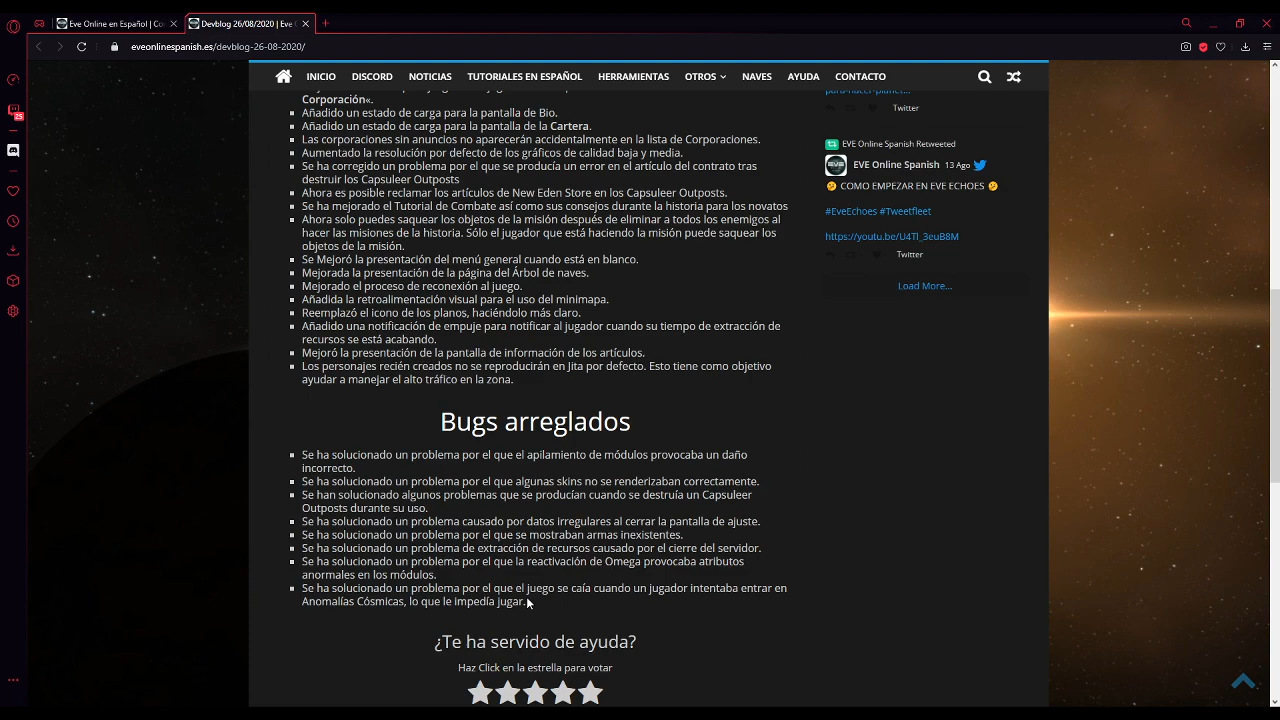 Eve Online en Español | Co
Devblog 26/08/2020 | Eve O
eveonlinespanish.es/devblog-26-08-2020/
25
INICIO DISCORD NOTICIAS TUTORIALES EN ESPAÑOL HERRAMIENTAS OTROS NAVES AYUDA CONTACTO
Corporación«.
Añadido un estado de carga para la pantalla de Bio.
Añadido un estado de carga para la pantalla de la Cartera.
Las corporaciones sin anuncios no aparecerán accidentalmente en la lista de Corporaciones.
Aumentado la resolución por defecto de los gráficos de calidad baja y media.
Se ha corregido un problema por el que se producía un error en el artículo del contrato tras
destruir los Capsuleer Outposts
Ahora es posible reclamar los artículos de New Eden Store en los Capsuleer Outposts.
Se ha mejorado el Tutorial de Combate así como sus consejos durante la historia para los novatos
Ahora solo puedes saquear los objetos de la misión después de eliminar a todos los enemigos al
hacer las misiones de la historia. Sólo el jugador que está haciendo la misión puede saquear los
objetos de la misión.
Se Mejoró la presentación del menú general cuando está en blanco.
Mejorada la presentación de la página del Árbol de naves.
Mejorado el proceso de reconexión al juego.
Añadida la retroalimentación visual para el uso del minimapa.
Reemplazó el icono de los planos, haciéndolo más claro.
Añadido una notificación de empuje para notificar al jugador cuando su tiempo de extracción de
recursos se está acabando.
Mejoró la presentación de la pantalla de información de los artículos.
Los personajes recién creados no se reproducirán en Jita por defecto. Esto tiene como objetivo
ayudar a manejar el alto tráfico en la zona.
Bugs arreglados
Se ha solucionado un problema por el que el apilamiento de módulos provocaba un daño
incorrecto.
Se ha solucionado un problema por el que algunas skins no se renderizaban correctamente.
Se han solucionado algunos problemas que se producían cuando se destruía un Capsuleer
Outposts durante su uso.
Se ha solucionado un problema causado por datos irregulares al cerrar la pantalla de ajuste.
Se ha solucionado un problema por el que se mostraban armas inexistentes.
Se ha solucionado un problema de extracción de recursos causado por el cierre del servidor.
Se ha solucionado un problema por el que la reactivación de Omega provocaba atributos
anormales en los módulos.
Se ha solucionado un problema por el que el juego se caía cuando un jugador intentaba entrar en
Anomalías Cósmicas, lo que le impedía jugar.
¿Te ha servido de ayuda?
Haz Click en la estrella para votar
para-hacer-planet...
Twitter
EVE Online Spanish Retweeted
EVE Online Spanish 13 Ago
🤔 COMO EMPEZAR EN EVE ECHOES 🤔
#EveEchoes #Tweetfleet
https://youtu.be/U4Tl_3euB8M
Twitter
Load More...